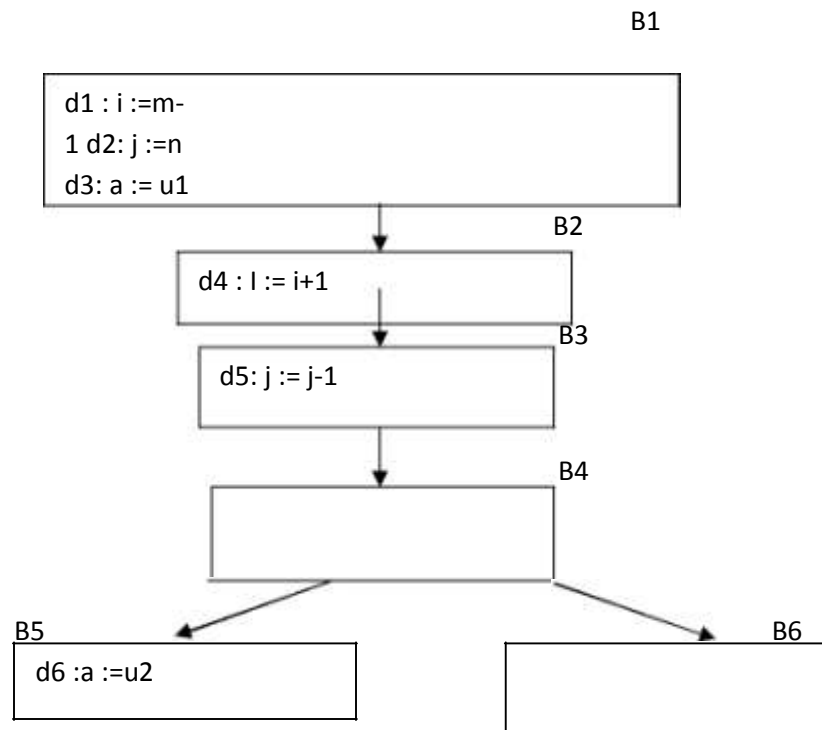 B1
d1 : i :=m-
1 d2: j :=n
d3: a := u1
B2
d4 : I := i+1
B3
d5: j := j-1
B4
B5
B6
d6 :a :=u2